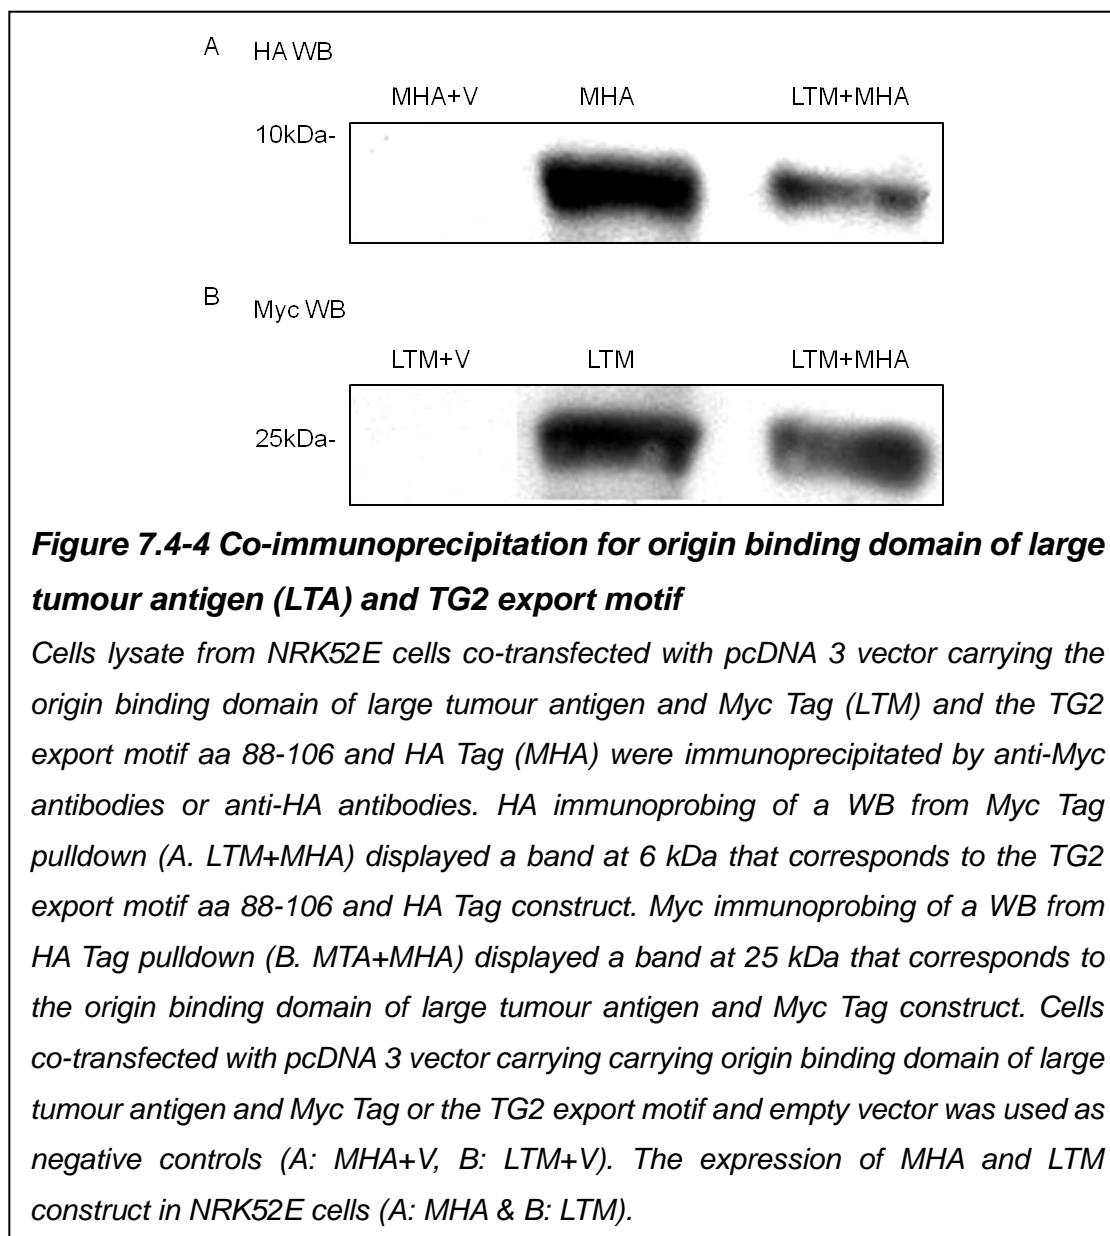 A HA WB
MHA+V MHA LTM+MHA
10kDa-
B Myc WB
LTM+V LTM LTM+MHA
25kDa-
Figure 7.4-4 Co-immunoprecipitation for origin binding domain of large
tumour antigen (LTA) and TG2 export motif
Cells lysate from NRK52E cells co-transfected with pcDNA 3 vector carrying the
origin binding domain of large tumour antigen and Myc Tag (LTM) and the TG2
export motif aa 88-106 and HA Tag (MHA) were immunoprecipitated by anti-Myc
antibodies or anti-HA antibodies. HA immunoprobing of a WB from Myc Tag
pulldown (A. LTM+MHA) displayed a band at 6 kDa that corresponds to the TG2
export motif aa 88-106 and HA Tag construct. Myc immunoprobing of a WB from
HA Tag pulldown (B. MTA+MHA) displayed a band at 25 kDa that corresponds to
the origin binding domain of large tumour antigen and Myc Tag construct. Cells
co-transfected with pcDNA 3 vector carrying carrying origin binding domain of large
tumour antigen and Myc Tag or the TG2 export motif and empty vector was used as
negative controls (A: MHA+V, B: LTM+V). The expression of MHA and LTM
construct in NRK52E cells (A: MHA & B: LTM).